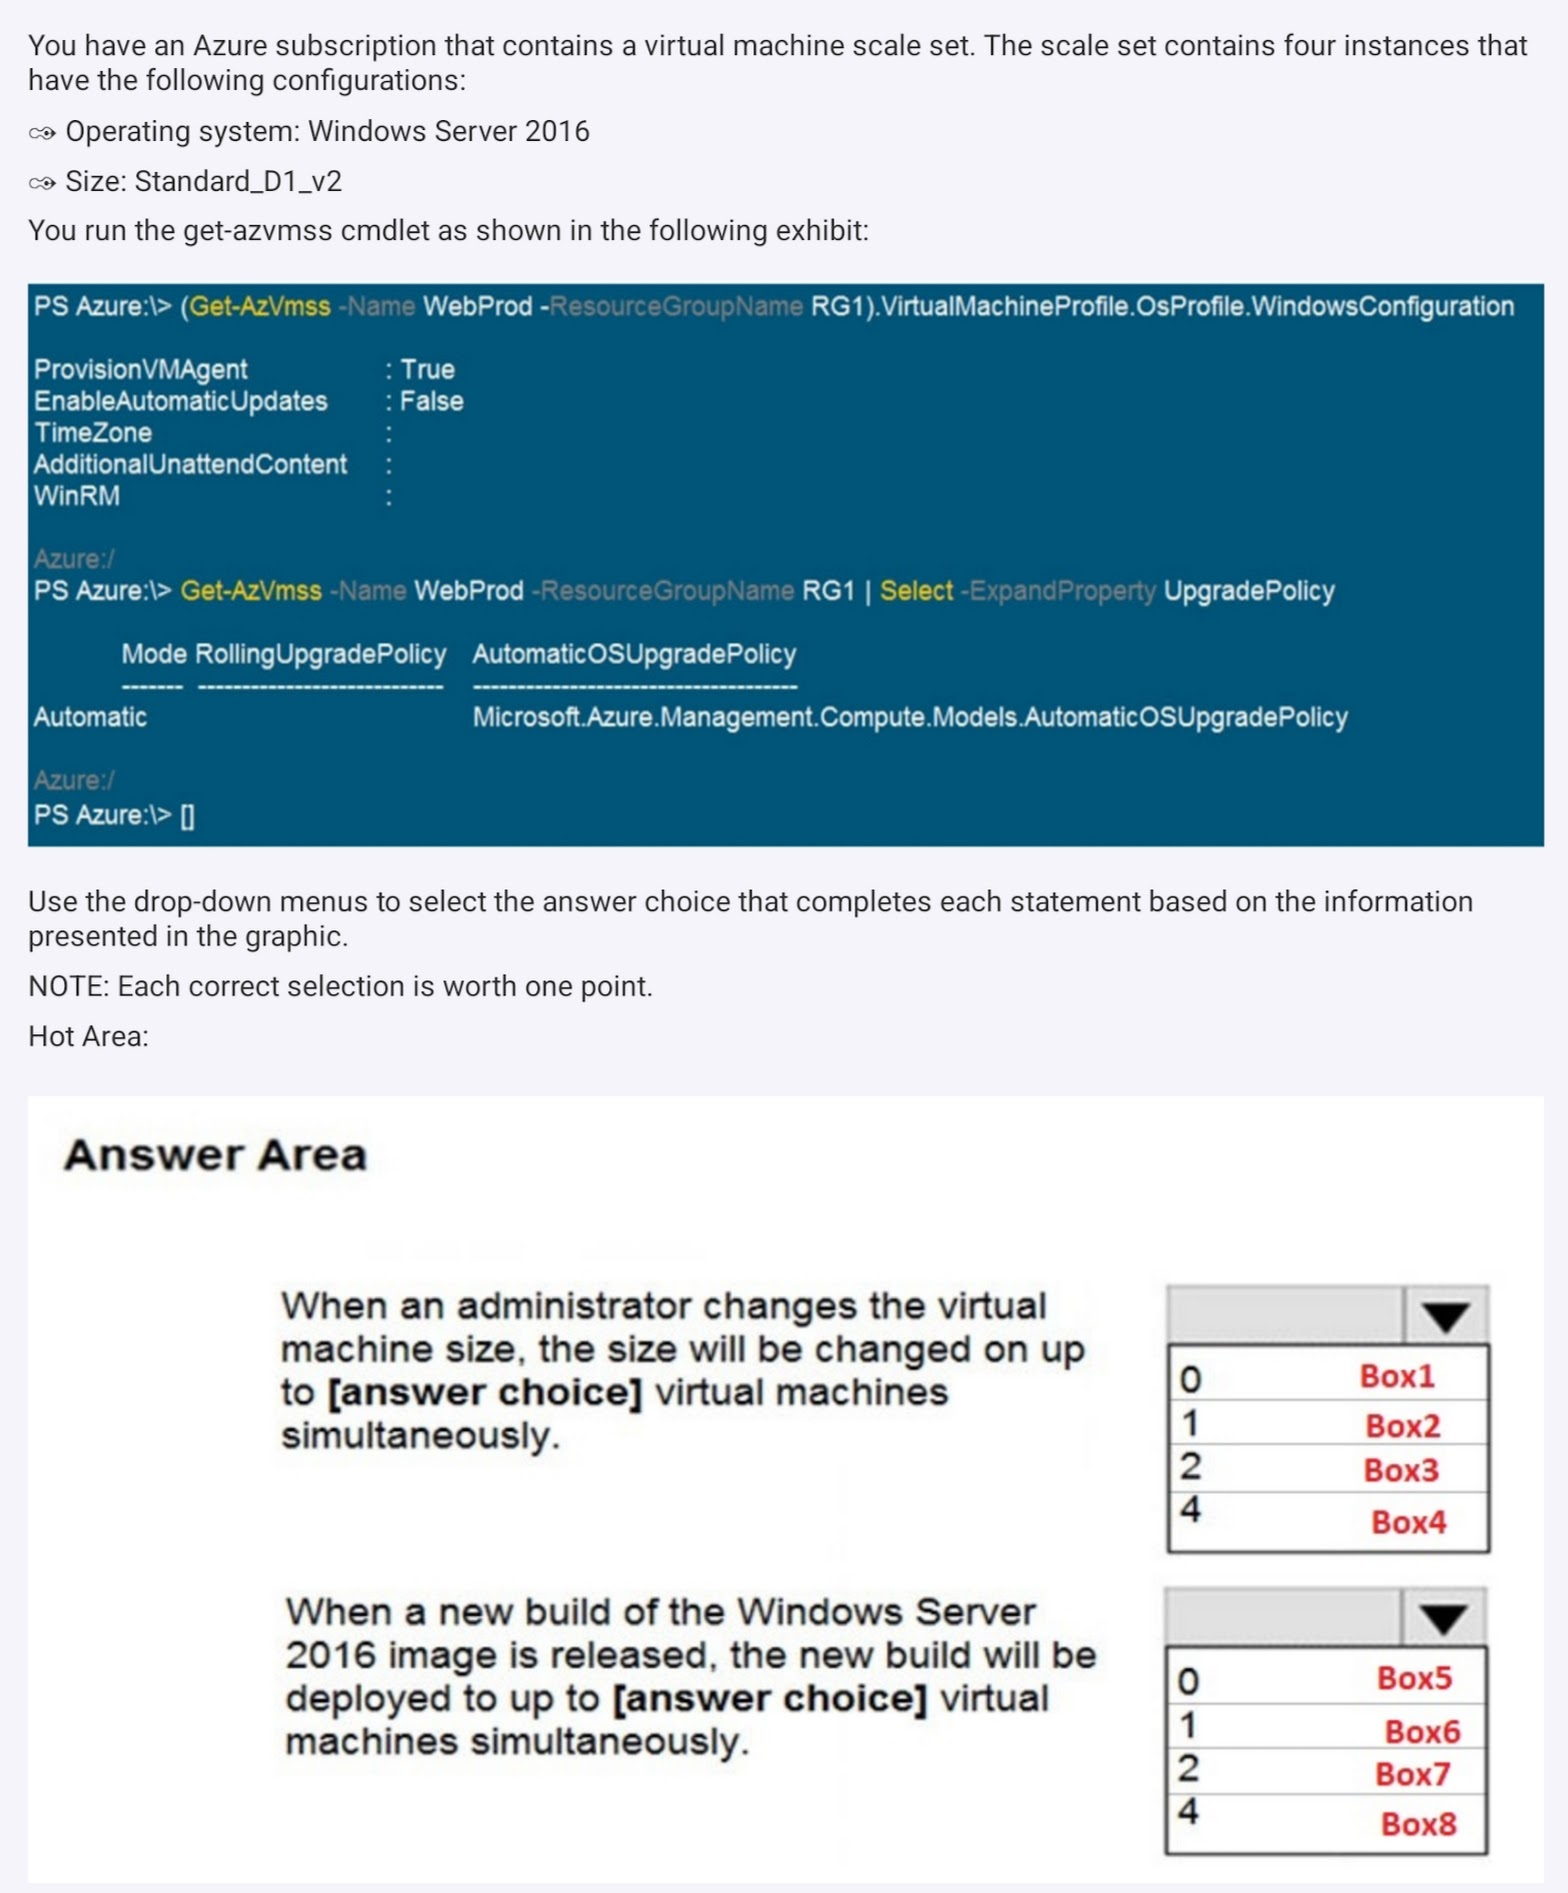 You have an Azure subscription that contains a virtual machine scale set. The scale set contains four instances that
have the following configurations:
Operating system: Windows Server 2016
Size: Standard_D1_v2
You run the get-azvmss cmdlet as shown in the following exhibit:
PS Azure:\> (Get-AzVmss -Name WebProd -ResourceGroupName RG1).VirtualMachineProfile.OsProfile.WindowsConfiguration
ProvisionVMAgent : True
EnableAutomaticUpdates : False
TimeZone :
AdditionalUnattendContent :
WinRM :
Azure:/
PS Azure:\> Get-AzVmss -Name WebProd -ResourceGroupName RG1 | Select -ExpandProperty UpgradePolicy
Mode RollingUpgradePolicy AutomaticOSUpgradePolicy
------- ---------------------------- ------------------------------------
Automatic Microsoft.Azure.Management.Compute.Models.AutomaticOSUpgradePolicy
Azure:/
PS Azure:\> []
Use the drop-down menus to select the answer choice that completes each statement based on the information
presented in the graphic.
NOTE: Each correct selection is worth one point.
Hot Area:
Answer Area
When an administrator changes the virtual
machine size, the size will be changed on up
to [answer choice] virtual machines
simultaneously.
0 Box1
1 Box2
2 Box3
4 Box4
When a new build of the Windows Server
2016 image is released, the new build will be
deployed to up to [answer choice] virtual
machines simultaneously.
0 Box5
1 Box6
2 Box7
4 Box8